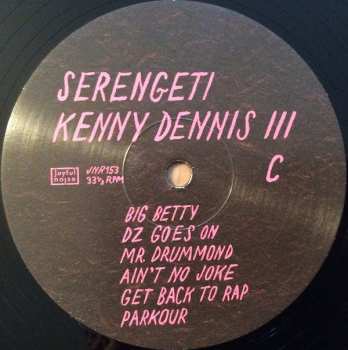 SERENGETI
KENNY DENNIS III
C
joyful
noise
JNR153
33⅓ RPM
BIG BETTY
DZ GOES ON
MR. DRUMMOND
AIN'T NO JOKE
GET BACK TO RAP
PARKOUR